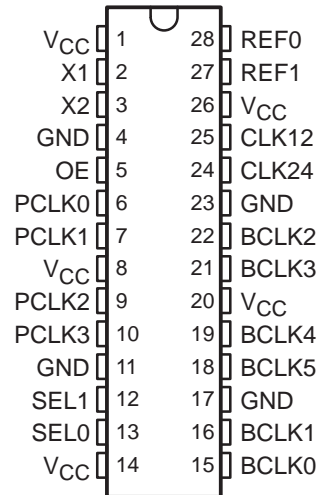 VCC 1 28 REF0
X1 2 27 REF1
X2 3 26 VCC
GND 4 25 CLK12
OE 5 24 CLK24
PCLK0 6 23 GND
PCLK1 7 22 BCLK2
VCC 8 21 BCLK3
PCLK2 9 20 VCC
PCLK3 10 19 BCLK4
GND 11 18 BCLK5
SEL1 12 17 GND
SEL0 13 16 BCLK1
VCC 14 15 BCLK0